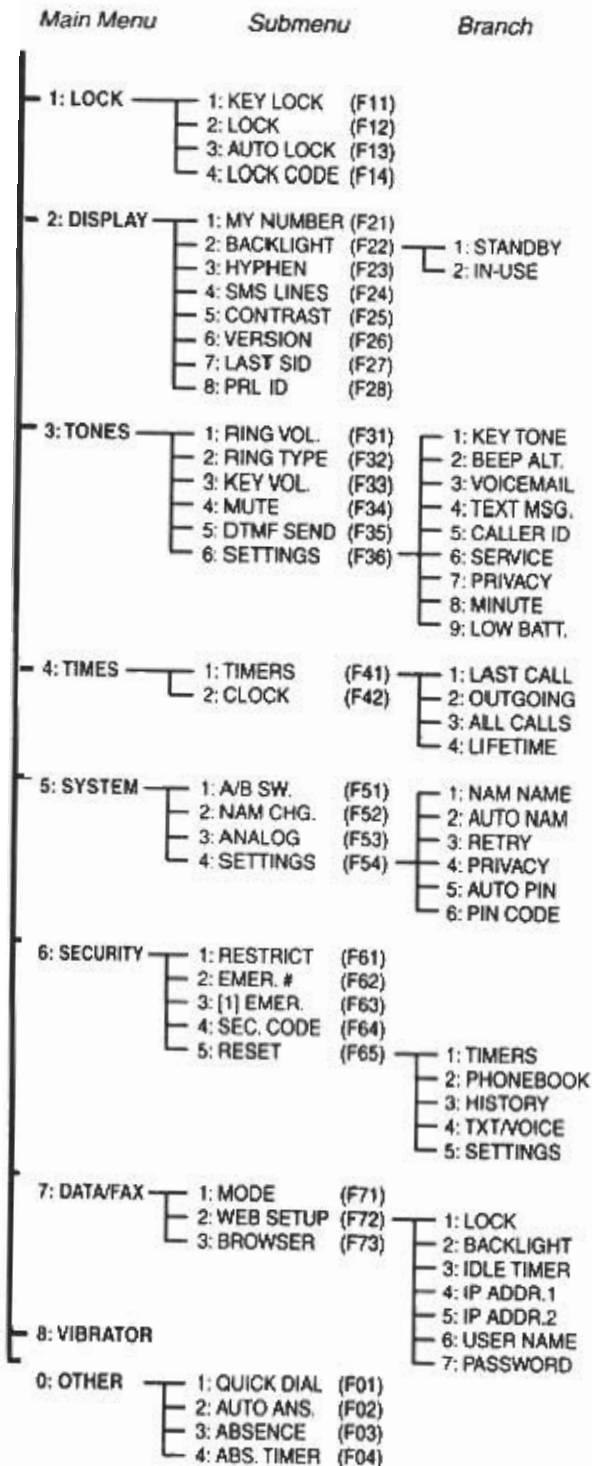 Main Menu Submenu Branch
1: LOCK 1: KEY LOCK (F11)
2: LOCK (F12)
3: AUTO LOCK (F13)
4: LOCK CODE (F14)
2: DISPLAY 1: MY NUMBER (F21)
2: BACKLIGHT (F22) 1: STANDBY
3: HYPHEN (F23) 2: IN-USE
4: SMS LINES (F24)
5: CONTRAST (F25)
6: VERSION (F26)
7: LAST SID (F27)
8: PRL ID (F28)
3: TONES 1: RING VOL. (F31) 1: KEY TONE
2: RING TYPE (F32) 2: BEEP ALT.
3: KEY VOL. (F33) 3: VOICEMAIL
4: MUTE (F34) 4: TEXT MSG.
5: DTMF SEND (F35) 5: CALLER ID
6: SETTINGS (F36) 6: SERVICE
7: PRIVACY
8: MINUTE
9: LOW BATT.
4: TIMES 1: TIMERS (F41) 1: LAST CALL
2: CLOCK (F42) 2: OUTGOING
3: ALL CALLS
4: LIFETIME
5: SYSTEM 1: A/B SW. (F51) 1: NAM NAME
2: NAM CHG. (F52) 2: AUTO NAM
3: ANALOG (F53) 3: RETRY
4: SETTINGS (F54) 4: PRIVACY
5: AUTO PIN
6: PIN CODE
6: SECURITY 1: RESTRICT (F61)
2: EMER. # (F62)
3: [1] EMER. (F63)
4: SEC. CODE (F64)
5: RESET (F65) 1: TIMERS
2: PHONEBOOK
3: HISTORY
4: TXT/VOICE
5: SETTINGS
7: DATA/FAX 1: MODE (F71)
2: WEB SETUP (F72) 1: LOCK
3: BROWSER (F73) 2: BACKLIGHT
3: IDLE TIMER
4: IP ADDR.1
5: IP ADDR.2
8: VIBRATOR 6: USER NAME
7: PASSWORD
0: OTHER 1: QUICK DIAL (F01)
2: AUTO ANS. (F02)
3: ABSENCE (F03)
4: ABS. TIMER (F04)